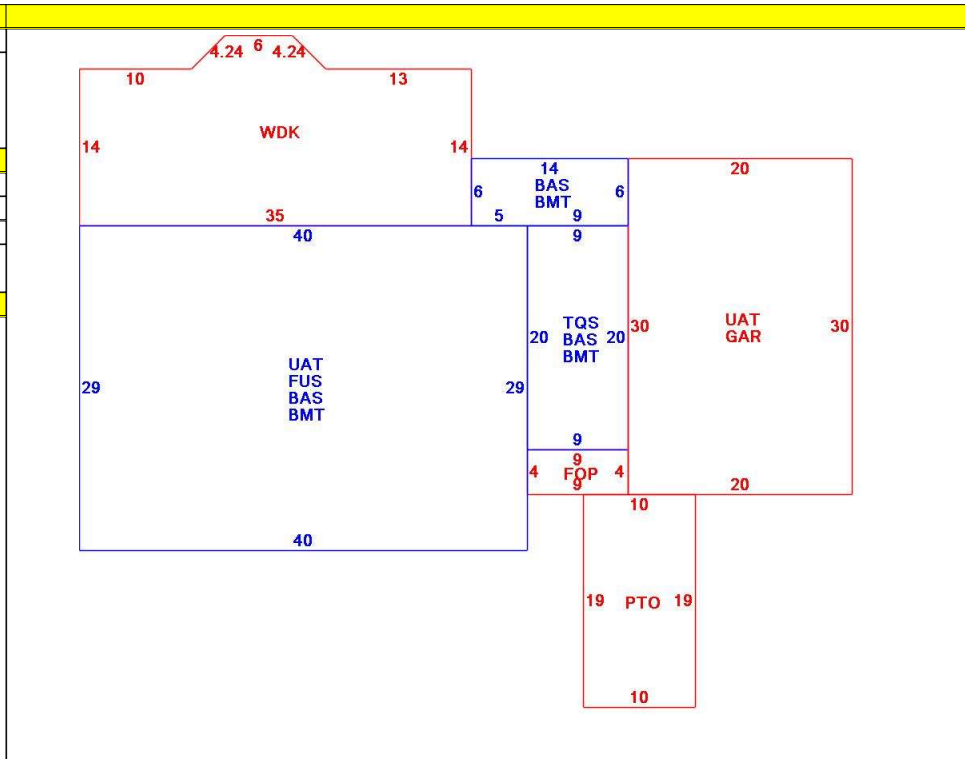 4.24 6 4.24
10 13
WDK
14 14
14 20
BAS
6 6
BMT
35 5 9
40 9
TQS
20 BAS 20 30
BMT
UAT
GAR
30
UAT
FUS
29 29
BAS
BMT
9
9
4 FOP 4
9 20
10
40
19 PTO 19
10